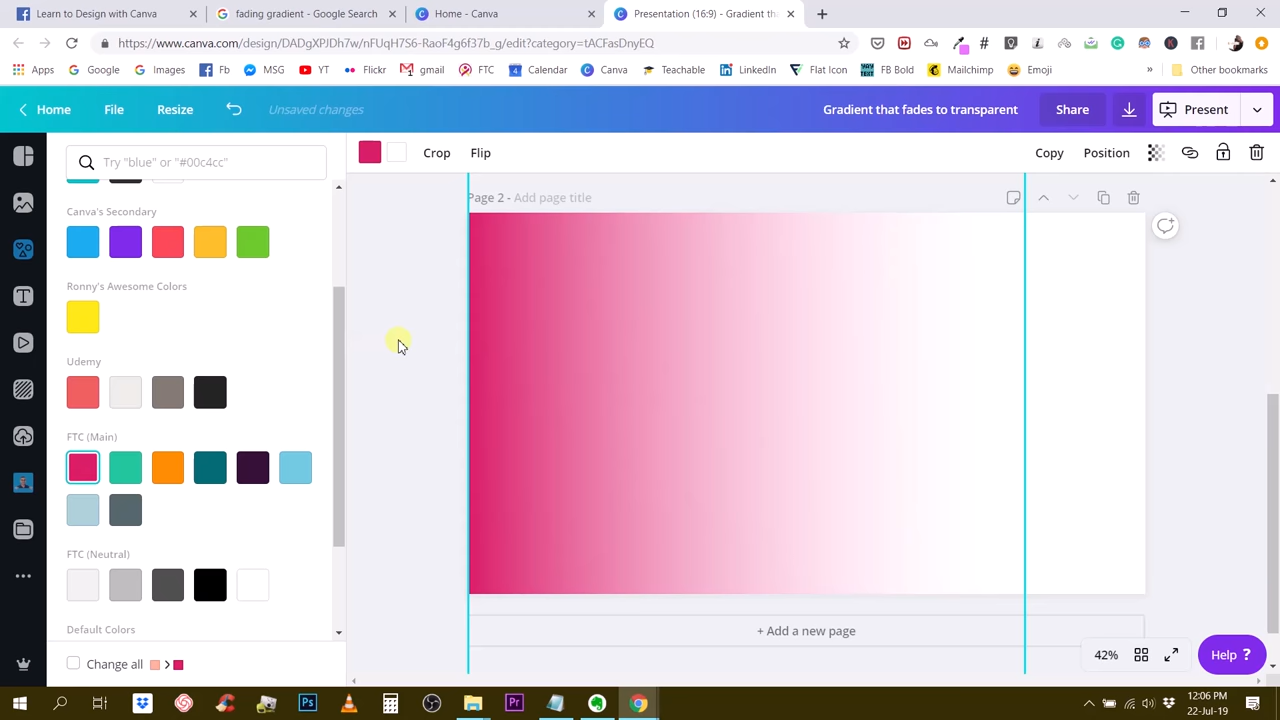 Learn to Design with Canva
fading gradient - Google Search
Home - Canva
Presentation (16:9) - Gradient tha
https://www.canva.com/design/DADgXPJDh7w/nFUrH7S6-RaoF4g6f37b_g/edit?category=tACFasDnyEQ
Apps Google Images Fb MSG YT Flickr gmail FTC Calendar Canva Teachable LinkedIn Flat Icon FB Bold Mailchimp Emoji » Other bookmarks
Home File Resize Unsaved changes Gradient that fades to transparent Share Present
Try "blue" or "#00c4cc"
Crop Flip Copy Position
Page 2 - Add page title
Canva's Secondary
Ronny's Awesome Colors
Udemy
FTC (Main)
FTC (Neutral)
Default Colors
Change all
+ Add a new page
42%
Help ?
12:06 PM
22-Jul-19